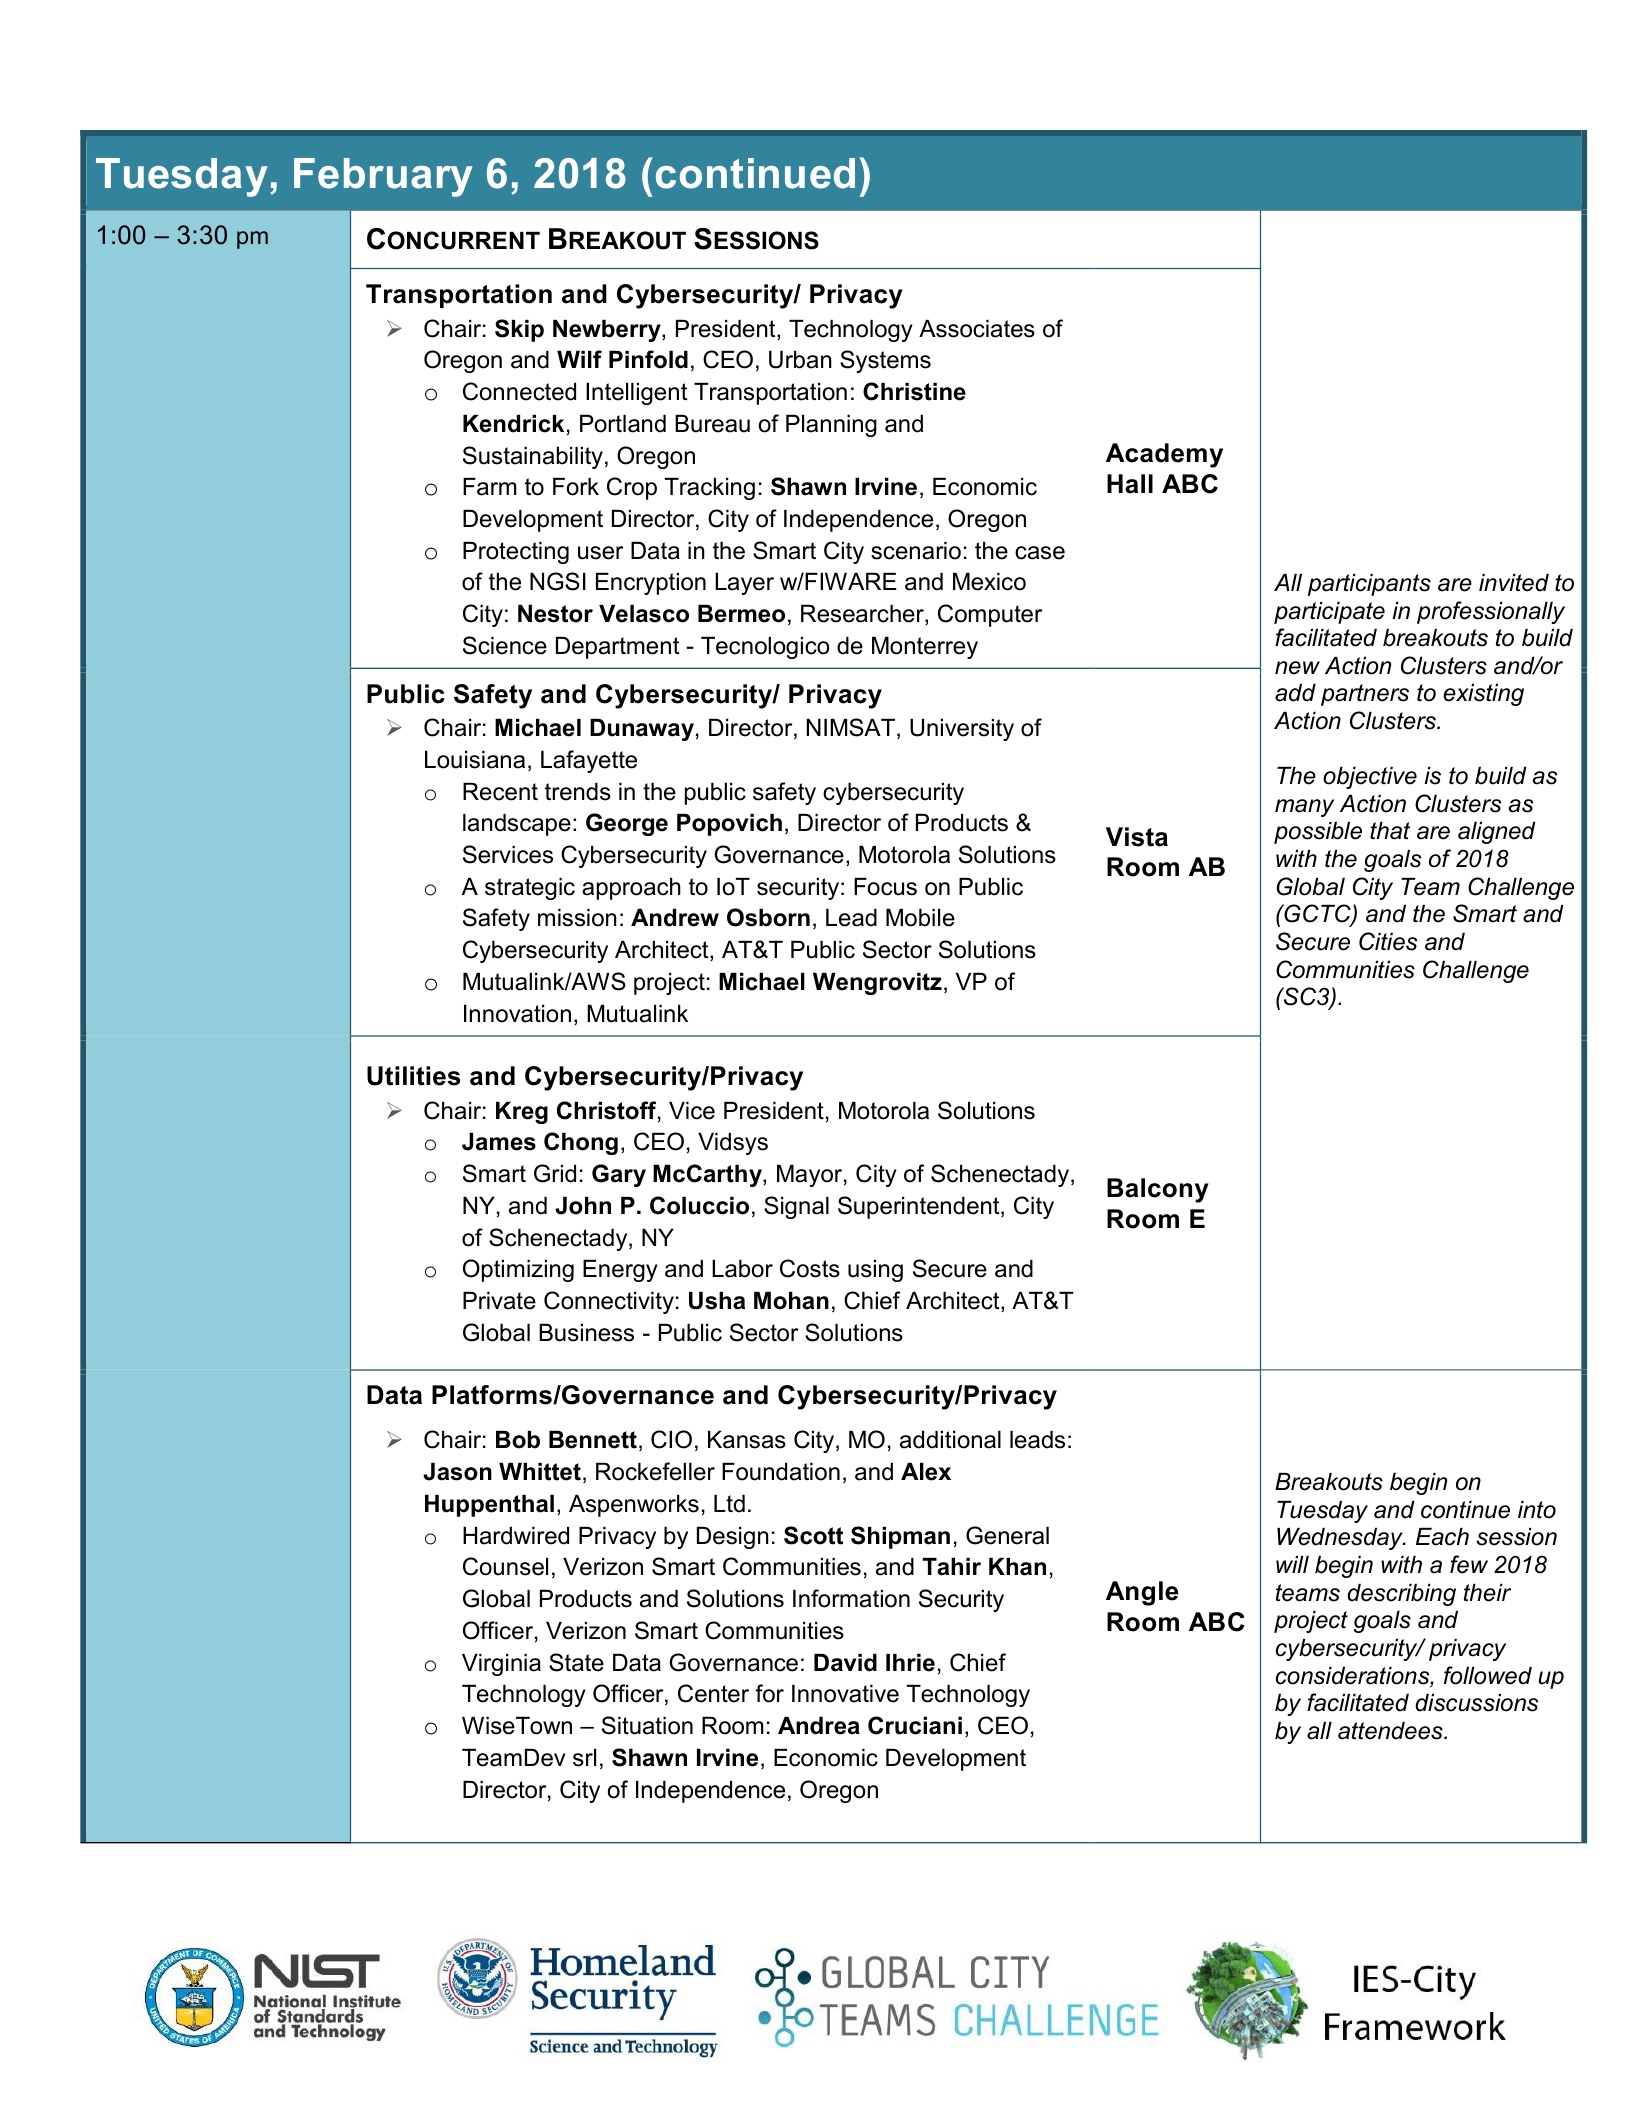 Tuesday, February 6, 2018 (continued)
1:00 – 3:30 pm
CONCURRENT BREAKOUT SESSIONS
Transportation and Cybersecurity/ Privacy
➢ Chair: Skip Newberry, President, Technology Associates of
Oregon and Wilf Pinfold, CEO, Urban Systems
o Connected Intelligent Transportation: Christine
Kendrick, Portland Bureau of Planning and
Sustainability, Oregon
o Farm to Fork Crop Tracking: Shawn Irvine, Economic
Development Director, City of Independence, Oregon
o Protecting user Data in the Smart City scenario: the case
of the NGSI Encryption Layer w/FIWARE and Mexico
City: Nestor Velasco Bermeo, Researcher, Computer
Science Department - Tecnologico de Monterrey
Academy
Hall ABC
Public Safety and Cybersecurity/ Privacy
➢ Chair: Michael Dunaway, Director, NIMSAT, University of
Louisiana, Lafayette
o Recent trends in the public safety cybersecurity
landscape: George Popovich, Director of Products &
Services Cybersecurity Governance, Motorola Solutions
o A strategic approach to IoT security: Focus on Public
Safety mission: Andrew Osborn, Lead Mobile
Cybersecurity Architect, AT&T Public Sector Solutions
o Mutualink/AWS project: Michael Wengrovitz, VP of
Innovation, Mutualink
Vista
Room AB
Utilities and Cybersecurity/Privacy
➢ Chair: Kreg Christoff, Vice President, Motorola Solutions
o James Chong, CEO, Vidsys
o Smart Grid: Gary McCarthy, Mayor, City of Schenectady,
NY, and John P. Coluccio, Signal Superintendent, City
of Schenectady, NY
o Optimizing Energy and Labor Costs using Secure and
Private Connectivity: Usha Mohan, Chief Architect, AT&T
Global Business - Public Sector Solutions
Balcony
Room E
All participants are invited to
participate in professionally
facilitated breakouts to build
new Action Clusters and/or
add partners to existing
Action Clusters.
The objective is to build as
many Action Clusters as
possible that are aligned
with the goals of 2018
Global City Team Challenge
(GCTC) and the Smart and
Secure Cities and
Communities Challenge
(SC3).
Data Platforms/Governance and Cybersecurity/Privacy
➢ Chair: Bob Bennett, CIO, Kansas City, MO, additional leads:
Jason Whittet, Rockefeller Foundation, and Alex
Huppenthal, Aspenworks, Ltd.
o Hardwired Privacy by Design: Scott Shipman, General
Counsel, Verizon Smart Communities, and Tahir Khan,
Global Products and Solutions Information Security
Officer, Verizon Smart Communities
o Virginia State Data Governance: David Ihrie, Chief
Technology Officer, Center for Innovative Technology
o WiseTown – Situation Room: Andrea Cruciani, CEO,
TeamDev srl, Shawn Irvine, Economic Development
Director, City of Independence, Oregon
Angle
Room ABC
Breakouts begin on
Tuesday and continue into
Wednesday. Each session
will begin with a few 2018
teams describing their
project goals and
cybersecurity/ privacy
considerations, followed up
by facilitated discussions
by all attendees.
DEPARTMENT OF COMMERCE
UNITED STATES OF AMERICA
NIST
National Institute
of Standards
and Technology
U.S. DEPARTMENT OF
HOMELAND SECURITY
Homeland
Security
Science and Technology
GLOBAL CITY
TEAMS CHALLENGE
IES-City
Framework